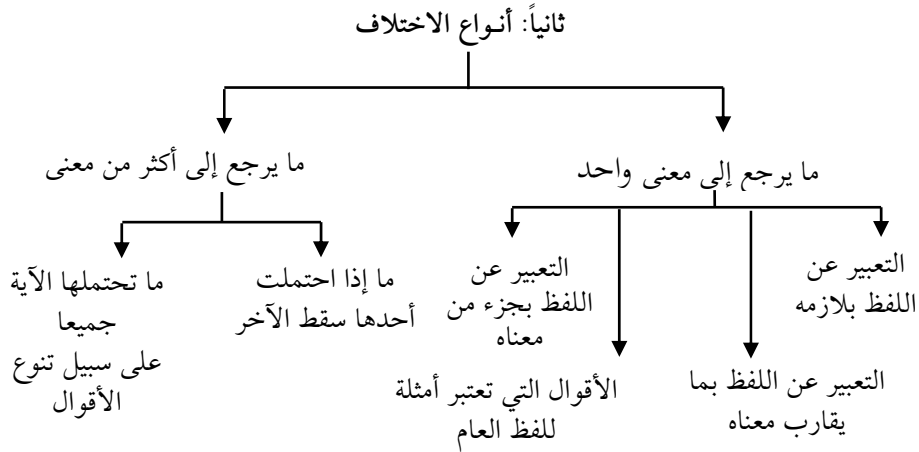 ثانياً: أنـواع الاختلاف
ما يرجع إلى معنى واحد
ما يرجع إلى أكثر من معنى
التعبير عن
اللفظ بلازمه
التعبير عن اللفظ بما
يقارب معناه
الأقوال التي تعتبر أمثلة
للفظ العام
التعبير عن
اللفظ بجزء من
معناه
ما إذا احتملت
أحدها سقط الآخر
ما تحتملها الآية
جميعا
على سبيل تنوع
الأقوال